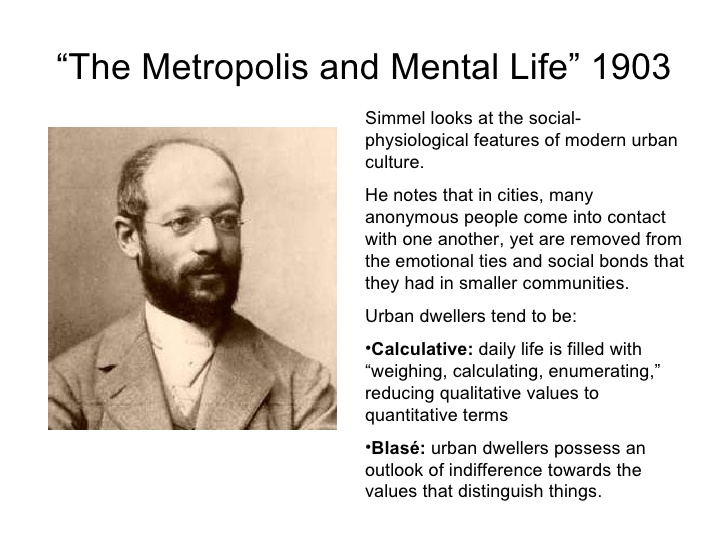 “The Metropolis and Mental Life” 1903
Simmel looks at the social-
physiological features of modern urban
culture.
He notes that in cities, many
anonymous people come into contact
with one another, yet are removed from
the emotional ties and social bonds that
they had in smaller communities.
Urban dwellers tend to be:
•Calculative: daily life is filled with
“weighing, calculating, enumerating,”
reducing qualitative values to
quantitative terms
•Blasé: urban dwellers possess an
outlook of indifference towards the
values that distinguish things.